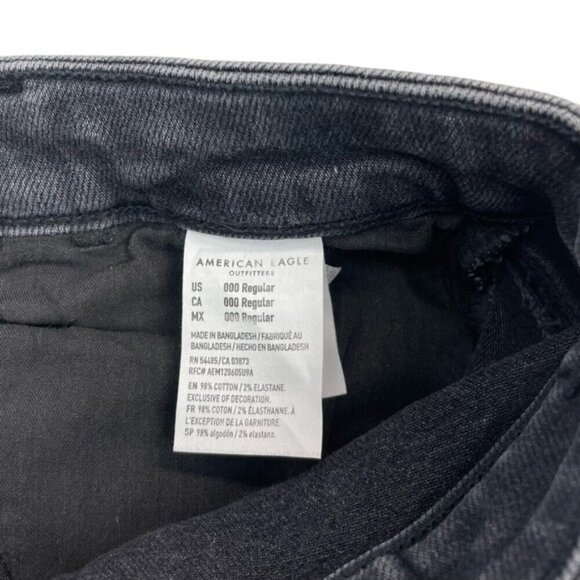 AMERICAN EAGLE
OUTFITTERS
US 000 Regular
CA 000 Regular
MX 000 Regular
MADE IN BANGLADESH / FABRIQUÉ AU
BANGLADESH / HECHO EN BANGLADESH
RN 54485/CA 03873
RFC# AEM120605U9A
EN 98% COTTON / 2% ELASTANE.
EXCLUSIVE OF DECORATION.
FR 98% COTON / 2% ÉLASTHANNE. À
L'EXCEPTION DE LA GARNITURE.
SP 98% algodón / 2% elastano.